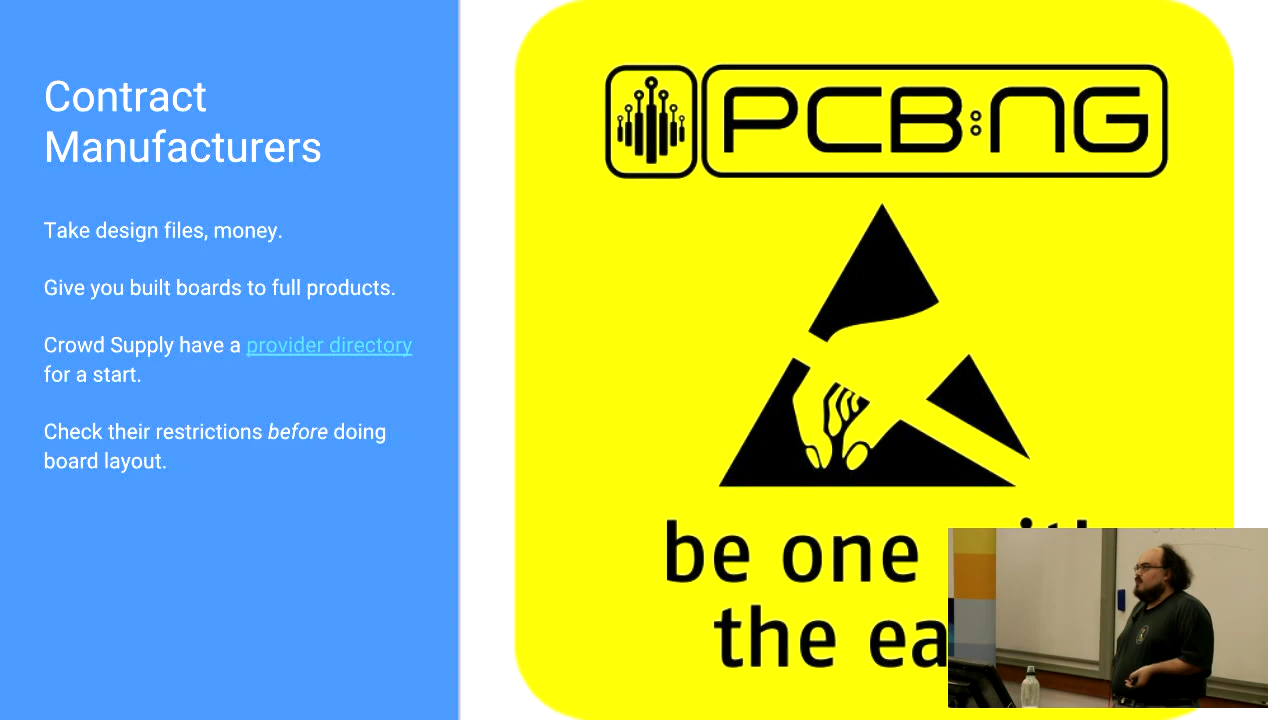 Contract
Manufacturers
Take design files, money.
Give you built boards to full products.
Crowd Supply have a provider directory
for a start.
Check their restrictions before doing
board layout.
PCB:NG
be one with
the ea